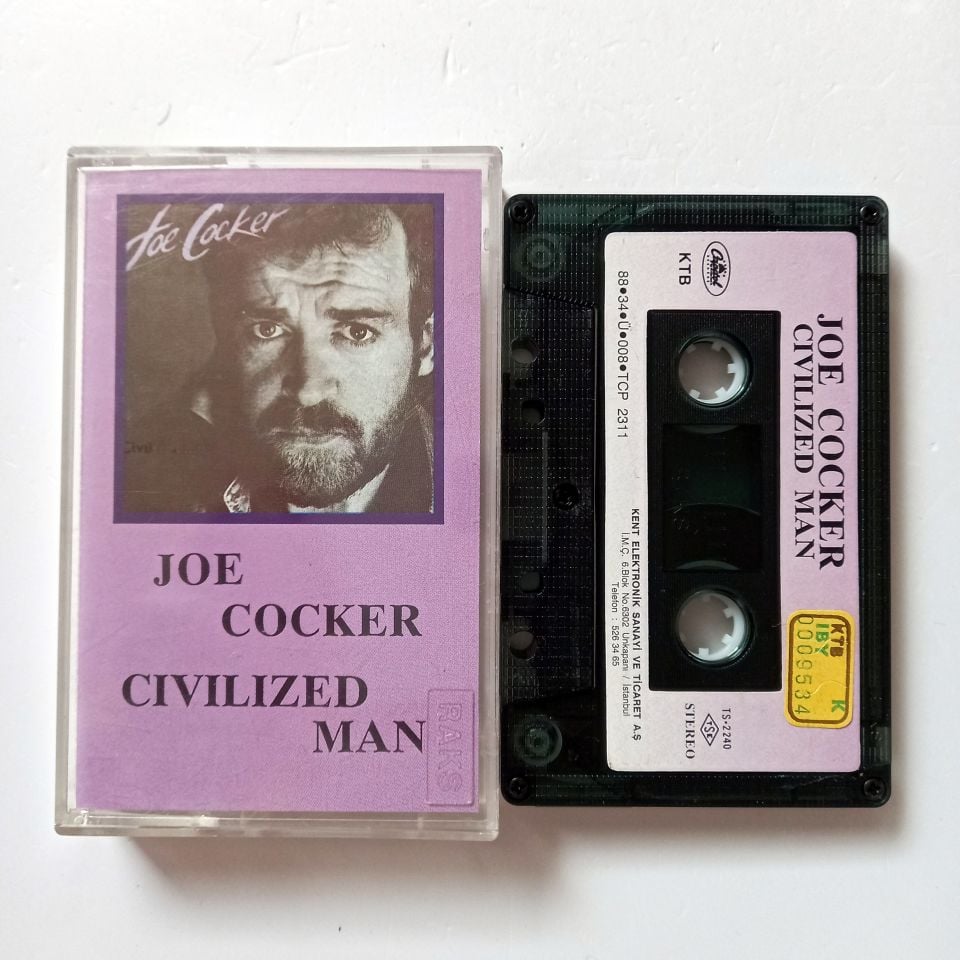 Joe Cocker
JOE
COCKER
CIVILIZED
MAN
RAKS
Capitol
KTB
JOE COCKER
CIVILIZED MAN
88•34•Ü•008•TCP 2311
KENT ELEKTRONİK SANAYİ VE TİCARET A.Ş
İ.M.Ç. 6.Blok No.6302 Unkapanı / İstanbul
Telefon : 526 34 65
KTB K
IBY
0009534
TS-2240
TSE
STEREO